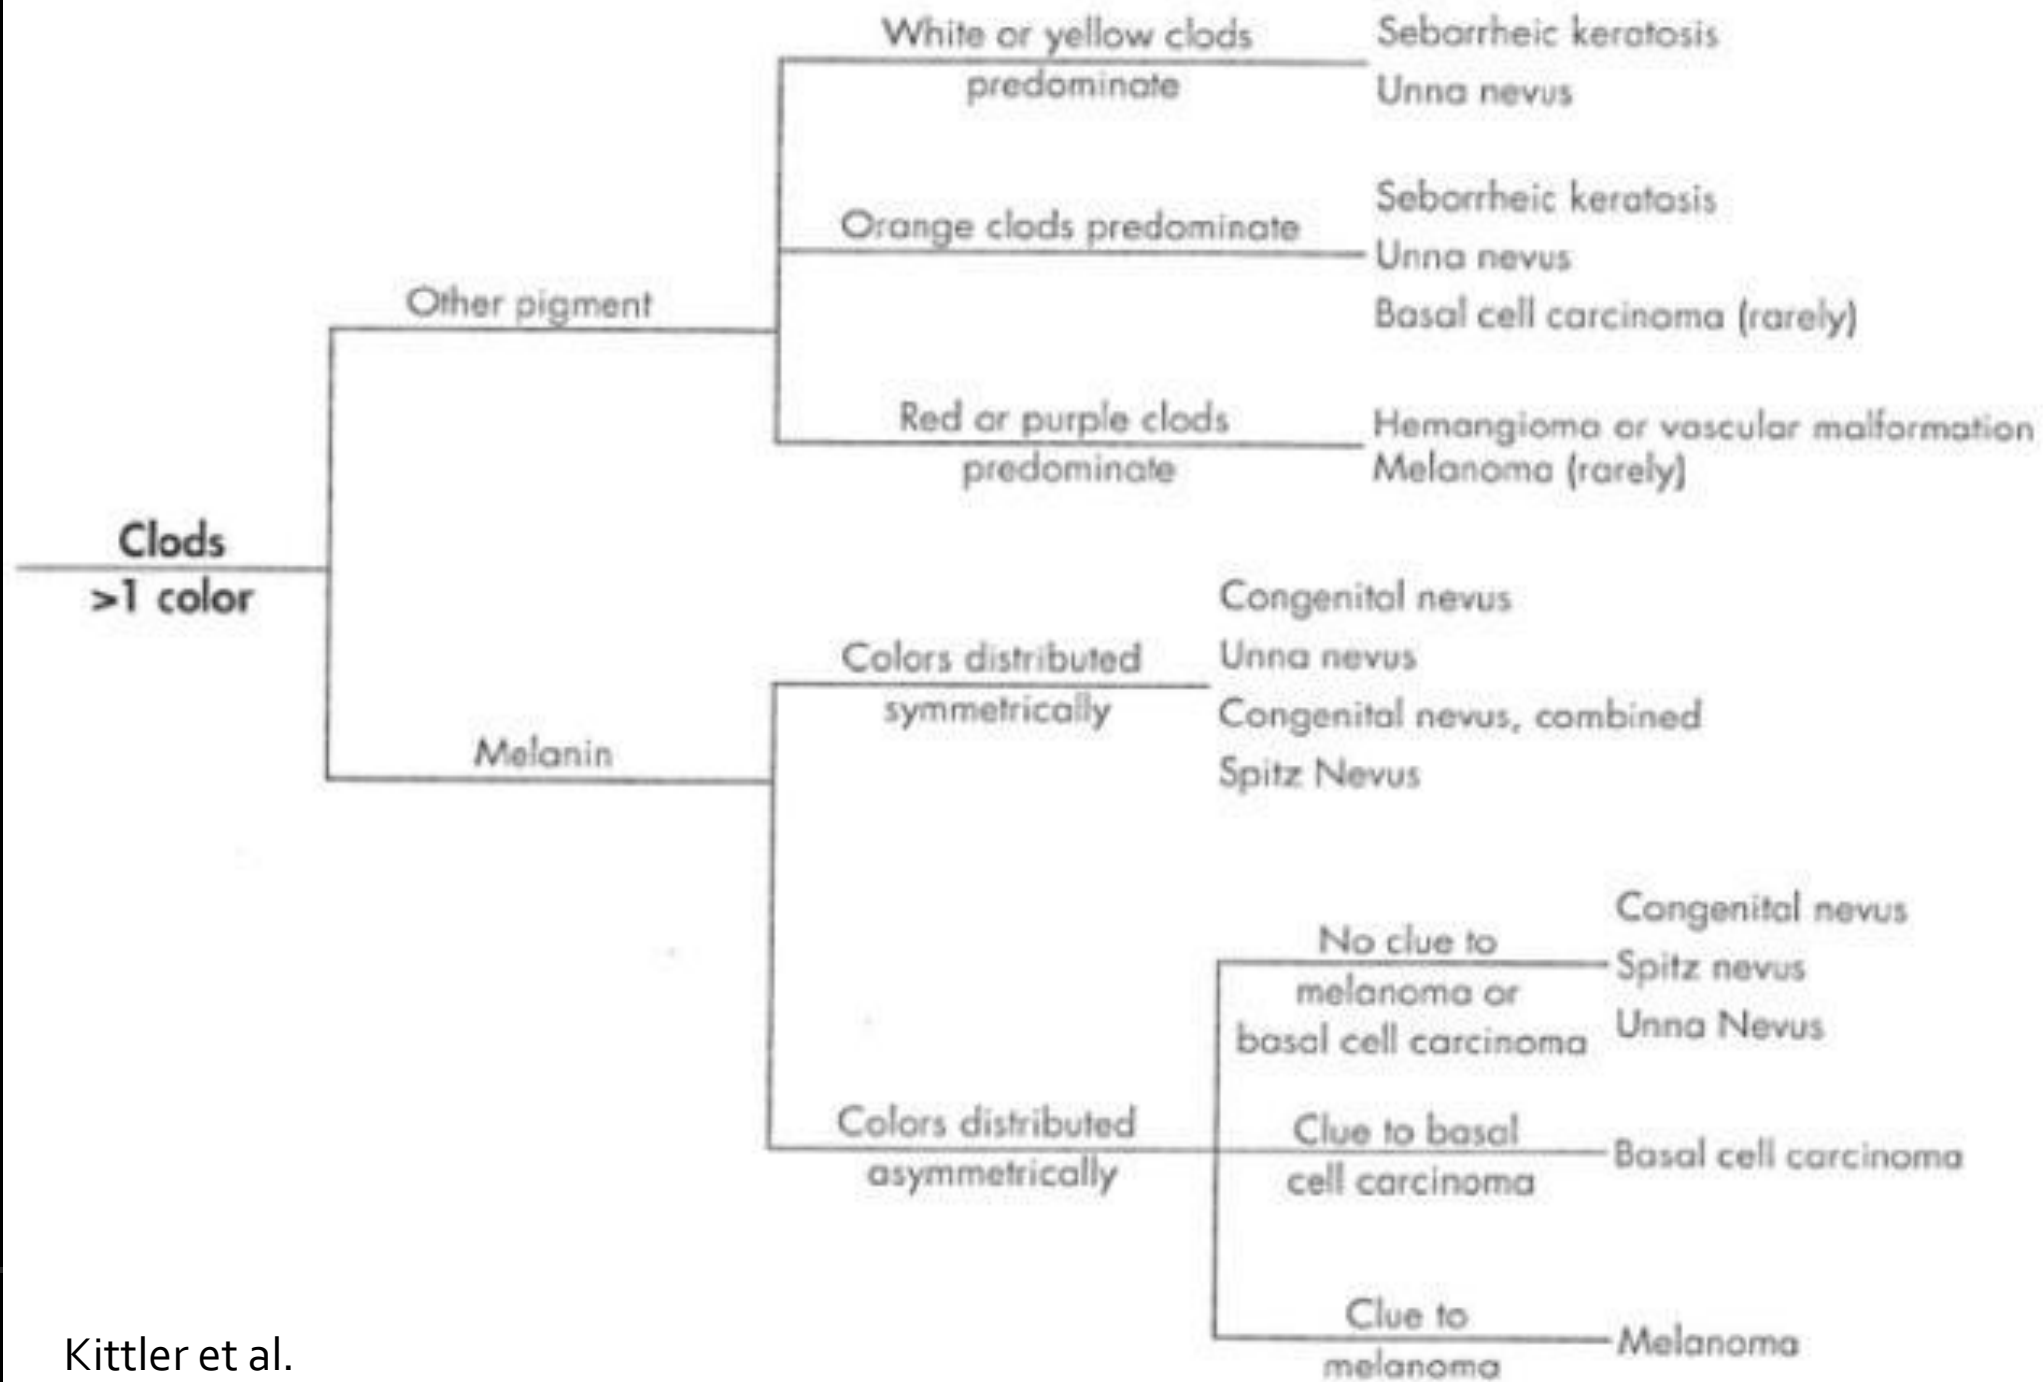 White or yellow clods
predominate
Seborrheic keratosis
Unna nevus
Orange clods predominate
Seborrheic keratosis
Unna nevus
Basal cell carcinoma (rarely)
Other pigment
Red or purple clods
predominate
Hemangioma or vascular malformation
Melanoma (rarely)
Clods
>1 color
Melanin
Colors distributed
symmetrically
Congenital nevus
Unna nevus
Congenital nevus, combined
Spitz Nevus
Colors distributed
asymmetrically
No clue to
melanoma or
basal cell carcinoma
Congenital nevus
Spitz nevus
Unna Nevus
Clue to basal
cell carcinoma
Basal cell carcinoma
Clue to
melanoma
Melanoma
Kittler et al.